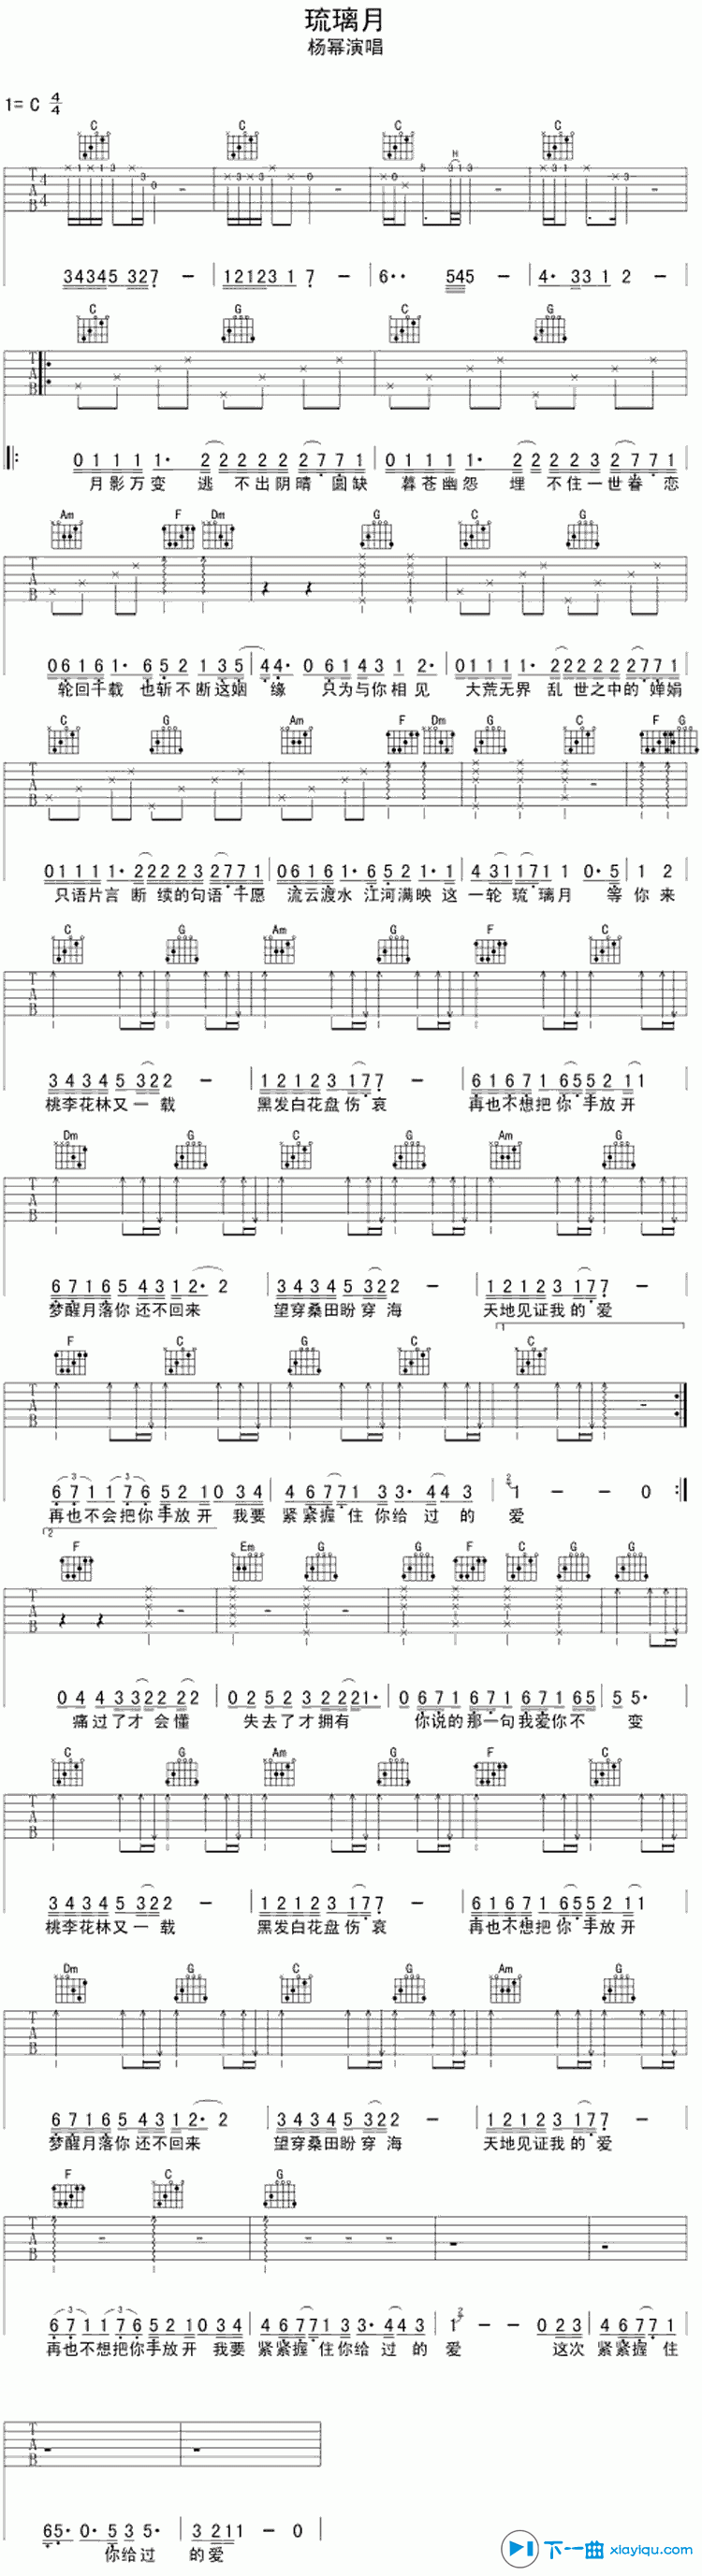 琉璃月
杨幂演唱
1= C 4/4
C C C C
H
34345 3 2 7 - 12123 1 7 - 6·· 545 - 4· 33 1 2 -
C G C G
0 1 1 1 1· 2 2 2 2 2 2 7 7 1 0 1 1 1 1· 2 2 2 2 3 2 7 7 1
月影万变 逃 不出阴晴 圆缺 暮苍幽怨 埋 不住一世眷 恋
Am F Dm G C G
0 6 1 6 1· 6 5 2 1 3 5 4 4· 0 6 1 4 3 1 2· 0 1 1 1 1· 2 2 2 2 2 2 7 7 1
轮回千载 也斩不断这姻 缘 只为与你相见 大荒无界 乱 世之中的 婵娟
C G Am F Dm G C F G
0 1 1 1 1· 2 2 2 2 3 2 7 7 1 0 6 1 6 1· 6 5 2 1· 1 4 3 1 1 7 1 1 1 0· 5 1 2
只语片言 断 续的句语 千愿 流云渡水 江河满映 这 一轮 琉 璃月 等 你 来
C G Am G F C
3 4 3 4 5 3 2 2 - 1 2 1 2 3 1 7 7 - 6 1 6 7 1 6 5 5 2 1 1
桃李花林又一 载 黑发白花盘伤 哀 再也不想把你 手放开
Dm G C G Am G
6 7 1 6 5 4 3 1 2· 2 3 4 3 4 5 3 2 2 - 1 2 1 2 3 1 7 7 -
梦醒月落你 还不回来 望穿桑田盼 穿 海 天地见证我 的 爱
1
F C G C C
6 7 1 1 7 6 5 2 1 0 3 4 4 6 7 7 1 3 3· 4 4 3 1 - - 0
再也不会把你 手放 开 我要 紧 紧握 住 你给 过 的 爱
2
F Em G G F C G G
0 4 4 3 3 2 2 2 2 0 2 5 2 3 2 2 2 1· 0 6 7 1 6 7 1 6 7 1 6 5 5 5·
痛过了才 会懂 失去了才拥有 你说的那一句我爱你不 变
C G Am G F C
3 4 3 4 5 3 2 2 - 1 2 1 2 3 1 7 7 - 6 1 6 7 1 6 5 5 2 1 1
桃李花林又一 载 黑发白花盘伤 哀 再也不想把你 手放开
Dm G C G Am G
6 7 1 6 5 4 3 1 2· 2 3 4 3 4 5 3 2 2 - 1 2 1 2 3 1 7 7 -
梦醒月落你 还不回来 望穿桑田盼 穿 海 天地见证我 的 爱
F C G
6 7 1 1 7 6 5 2 1 0 3 4 4 6 7 7 1 3 3· 4 4 3 1 - - 0 2 3 4 6 7 7 1
再也不想把你手放开 我要 紧紧握 住你给 过 的 爱 这次 紧紧握 住
6 5· 0· 5 3 5· 3 2 1 1 - 0
你给过 的爱
下一曲 xiayiqu.com